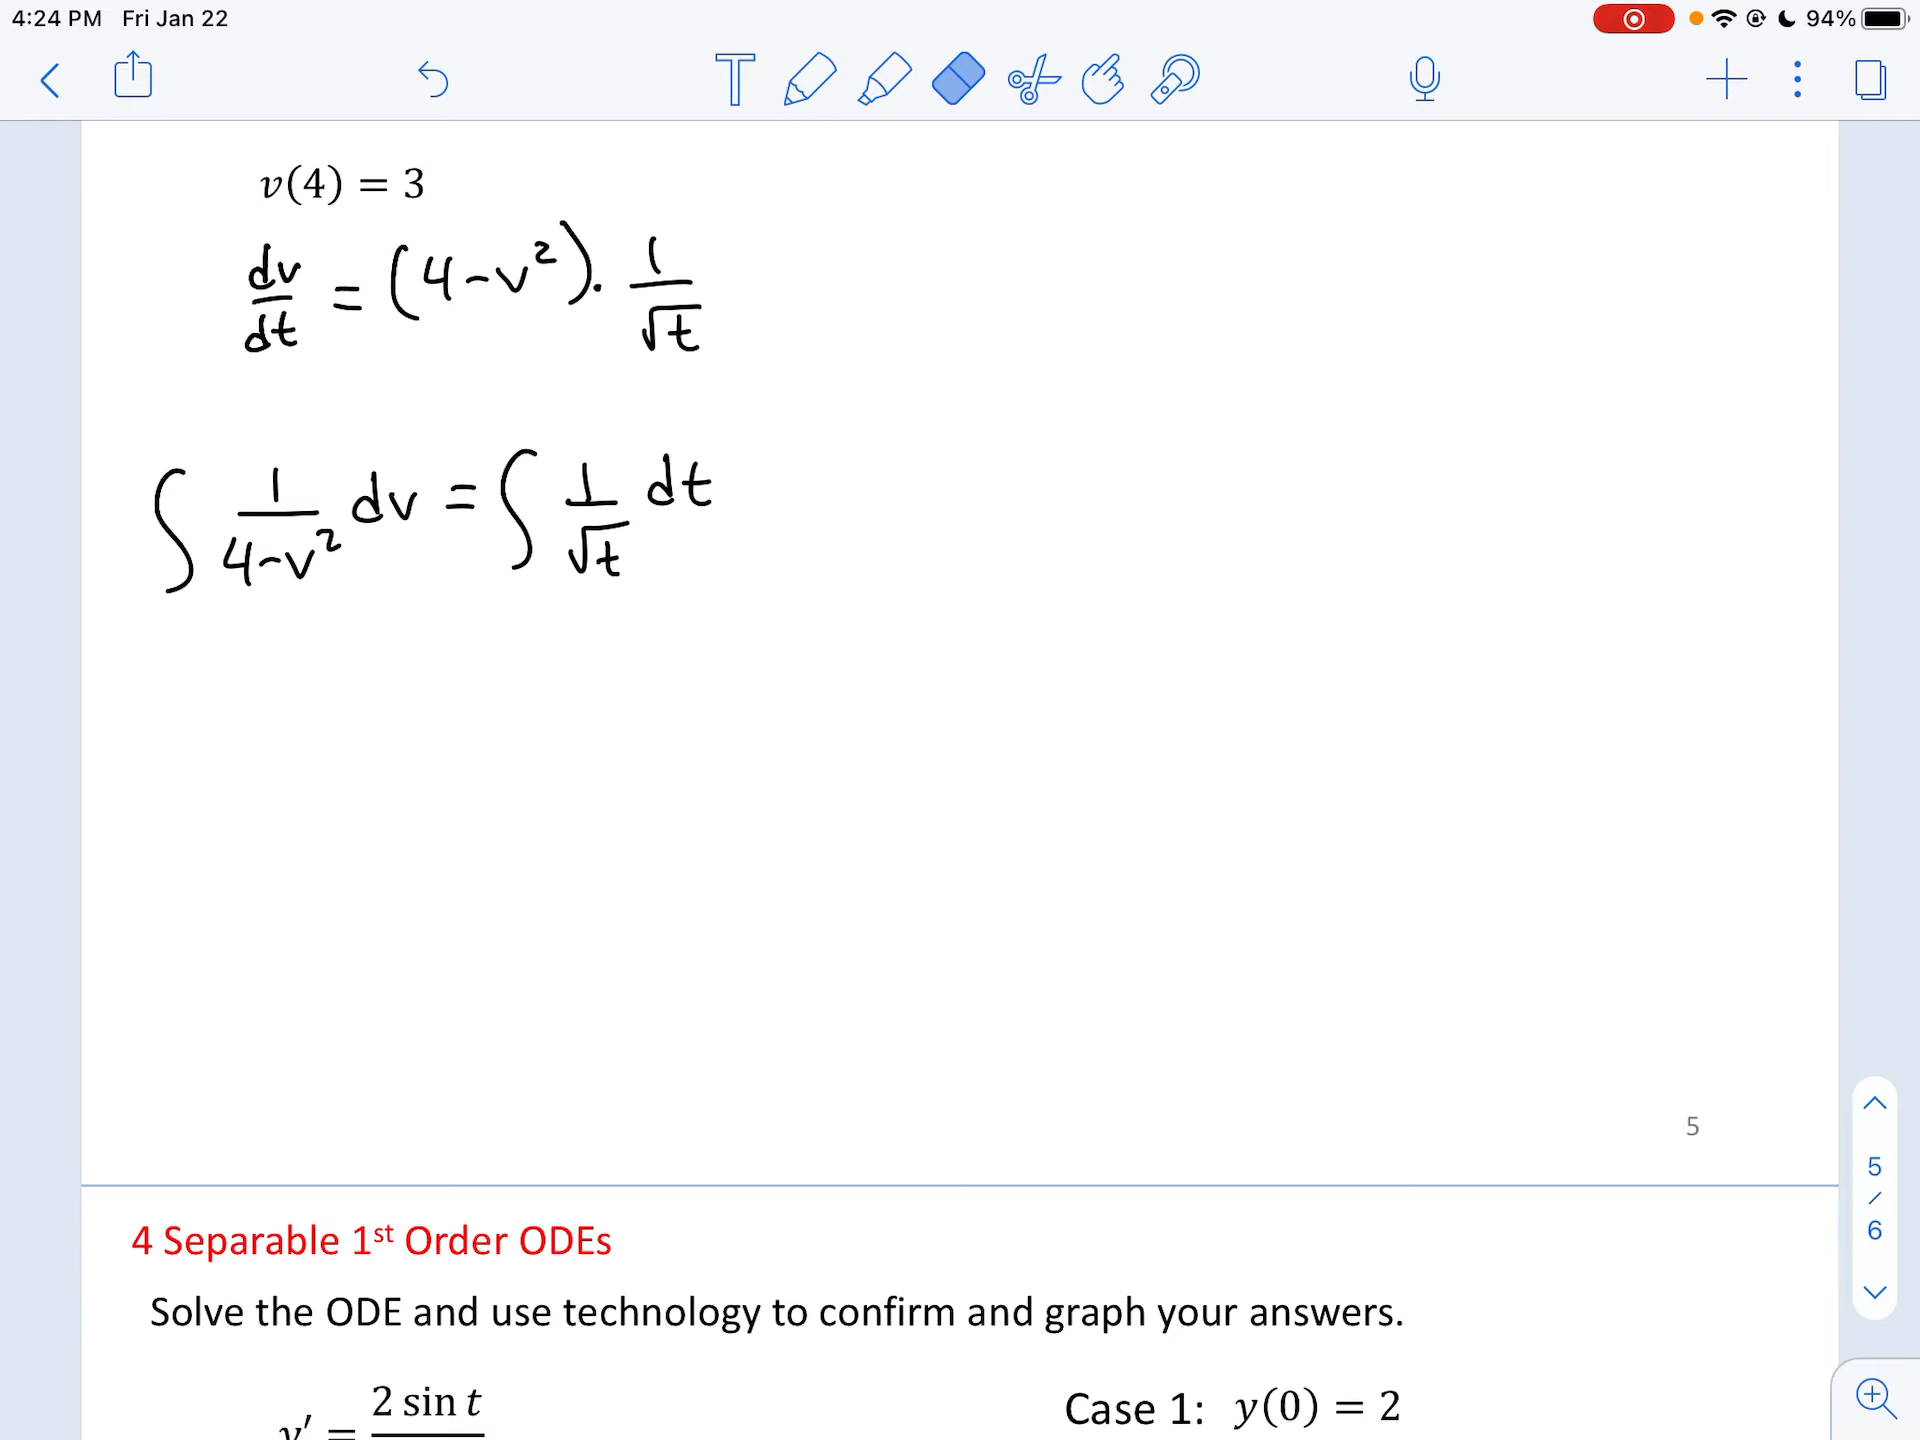 4:24 PM Fri Jan 22 94%
T
v(4) = 3
dv/dt = (4-v²)· 1/√t
∫ 1/(4-v²) dv = ∫ 1/√t dt
5
5
/
6
4 Separable 1st Order ODEs
Solve the ODE and use technology to confirm and graph your answers.
2 sin t
Case 1: y(0) = 2